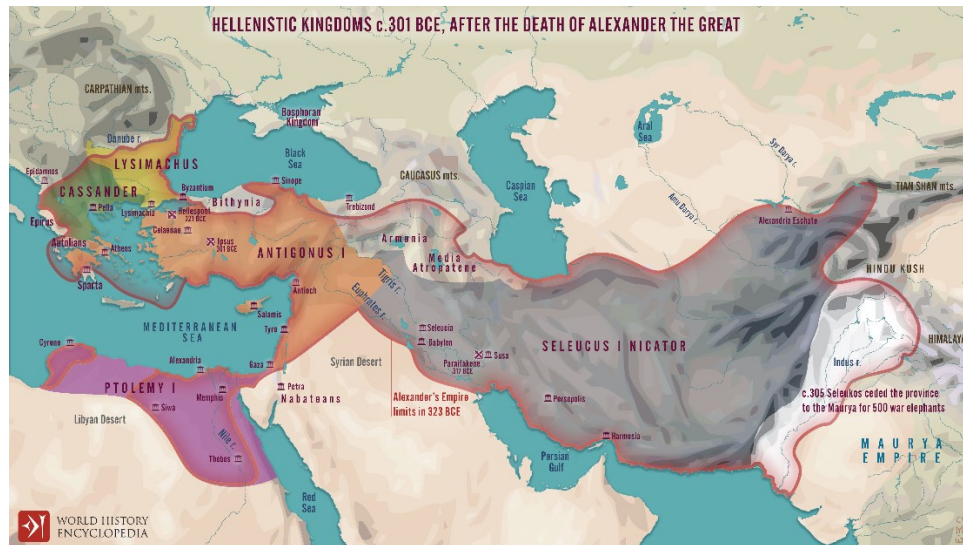 HELLENISTIC KINGDOMS c.301 BCE, AFTER THE DEATH OF ALEXANDER THE GREAT
CARPATHIAN mts.
Danube r.
Bosphoran
Kingdom
Aral
Sea
Syr Darya r.
Amu Darya r.
LYSIMACHUS
Black
Sea
CAUCASUS mts.
Caspian
Sea
TIAN SHAN mts.
Epidamnos
CASSANDER
Byzantium
Sinope
Trebizond
Alexandria Eschate
Pella
Lysimachia
Hellespont
321 BCE
Bithynia
Epirus
Celaenae
Ipsus
301 BCE
ANTIGONUS I
Armenia
Media
Atropatene
HINDU KUSH
Aetolians
Athens
Sparta
Antioch
Tigris r.
Euphrates r.
Salamis
MEDITERRANEAN
SEA
Tyre
Seleucia
Babylon
SELEUCUS I NICATOR
Indus r.
HIMALAYA
Cyrene
Alexandria
Gaza
Syrian Desert
Paraitakene
317 BCE
Susa
PTOLEMY I
Memphis
Petra
Nabateans
Alexander's Empire
limits in 323 BCE
Persepolis
c.305 Seleukos ceded the province
to the Maurya for 500 war elephants
Libyan Desert
Siwa
Harmosia
Nile r.
Thebes
Persian
Gulf
MAURYA
EMPIRE
Red
Sea
WORLD HISTORY
ENCYCLOPEDIA